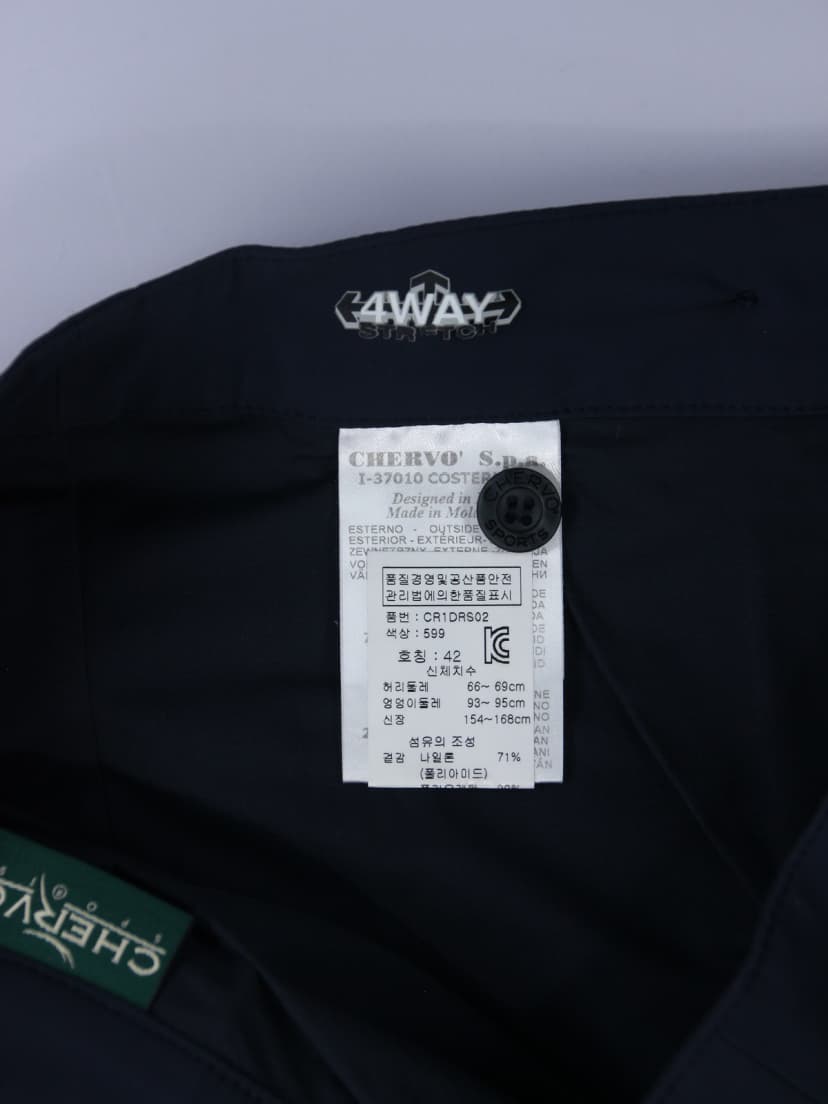 4WAY
STRETCH
CHERVO' S.p.a.
I-37010 COSTER
Designed in
Made in Mol
ESTERNO - OUTSIDE
ESTERIOR - EXTÉRIEUR-
CHERVO'
SPORTS
품질경영및공산품안전
관리법에의한품질표시
품번 : CR1DRS02
색상 : 599
호칭 : 42
신체치수
허리둘레 66~ 69cm
엉덩이둘레 93~ 95cm
신장 154~168cm
섬유의 조성
겉감 나일론 71%
(폴리아미드)
CHERVO